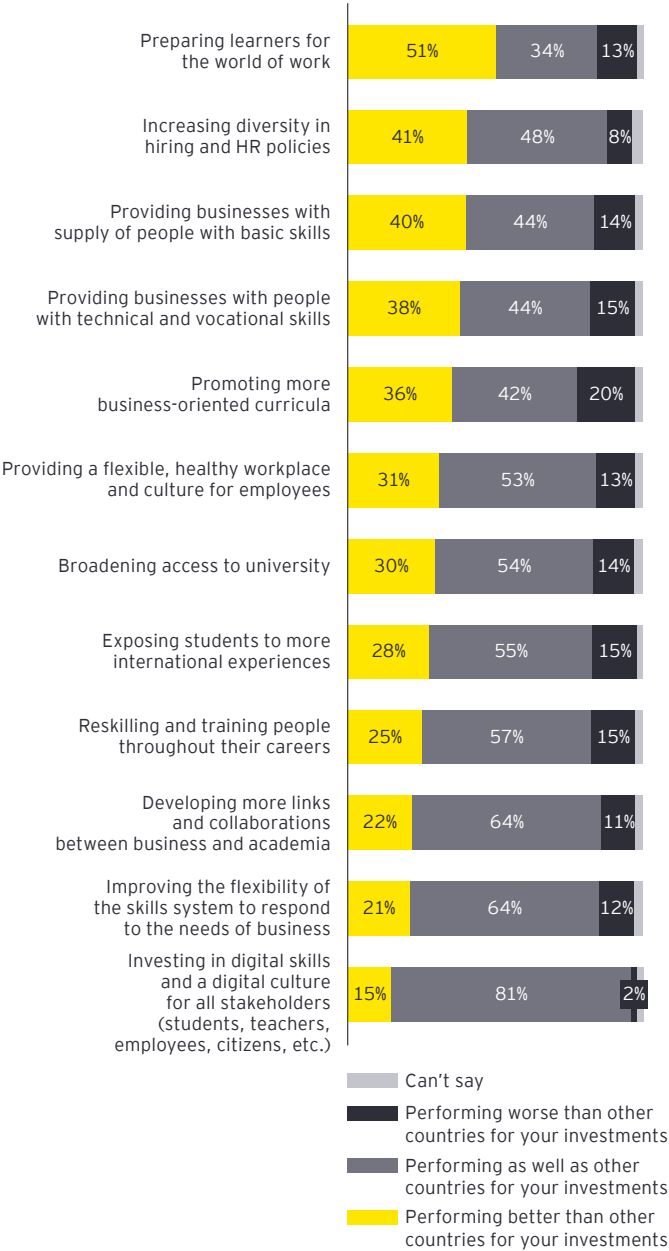 Preparing learners for
the world of work
51% 34% 13%
Increasing diversity in
hiring and HR policies
41% 48% 8%
Providing businesses with
supply of people with basic skills
40% 44% 14%
Providing businesses with people
with technical and vocational skills
38% 44% 15%
Promoting more
business-oriented curricula
36% 42% 20%
Providing a flexible, healthy workplace
and culture for employees
31% 53% 13%
Broadening access to university
30% 54% 14%
Exposing students to more
international experiences
28% 55% 15%
Reskilling and training people
throughout their careers
25% 57% 15%
Developing more links
and collaborations
between business and academia
22% 64% 11%
Improving the flexibility of
the skills system to respond
to the needs of business
21% 64% 12%
Investing in digital skills
and a digital culture
for all stakeholders
(students, teachers,
employees, citizens, etc.)
15% 81% 2%
Can't say
Performing worse than other
countries for your investments
Performing as well as other
countries for your investments
Performing better than other
countries for your investments